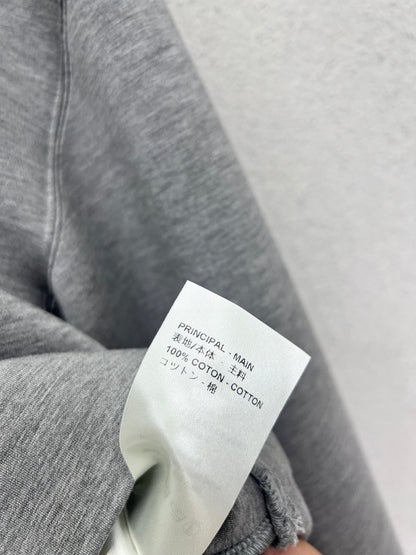 PRINCIPAL - MAIN
表地/本体 - 主料
100% COTON - COTTON
コットン - 棉